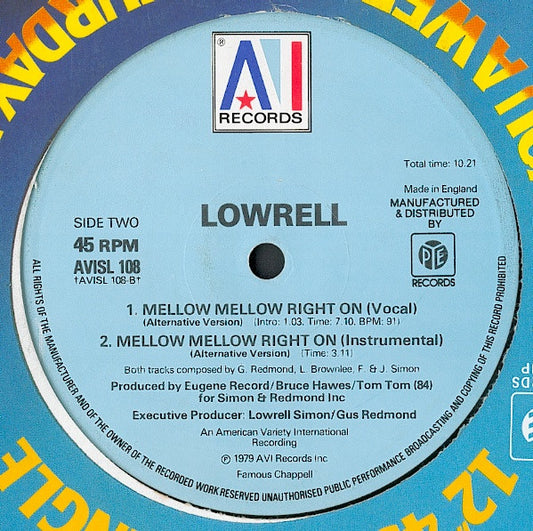 ®
AVI
RECORDS
Total time: 10.21
Made in England
MANUFACTURED
& DISTRIBUTED
BY
PYE
RECORDS
LOWRELL
SIDE TWO
45 RPM
AVISL 108
†AVISL 108-B†
1. MELLOW MELLOW RIGHT ON (Vocal)
(Alternative Version) (Intro: 1.03. Time: 7.10. BPM: 91)
2. MELLOW MELLOW RIGHT ON (Instrumental)
(Alternative Version) (Time: 3.11)
Both tracks composed by G. Redmond, L. Brownlee, F. & J. Simon
Produced by Eugene Record/Bruce Hawes/Tom Tom (84)
for Simon & Redmond Inc
Executive Producer: Lowrell Simon/Gus Redmond
An American Variety International
Recording
℗ 1979 AVI Records Inc
Famous Chappell
ALL RIGHTS OF THE MANUFACTURER AND OF THE OWNER OF THE RECORDED WORK RESERVED UNAUTHORISED PUBLIC PERFORMANCE BROADCASTING AND COPYING OF THIS RECORD PROHIBITED